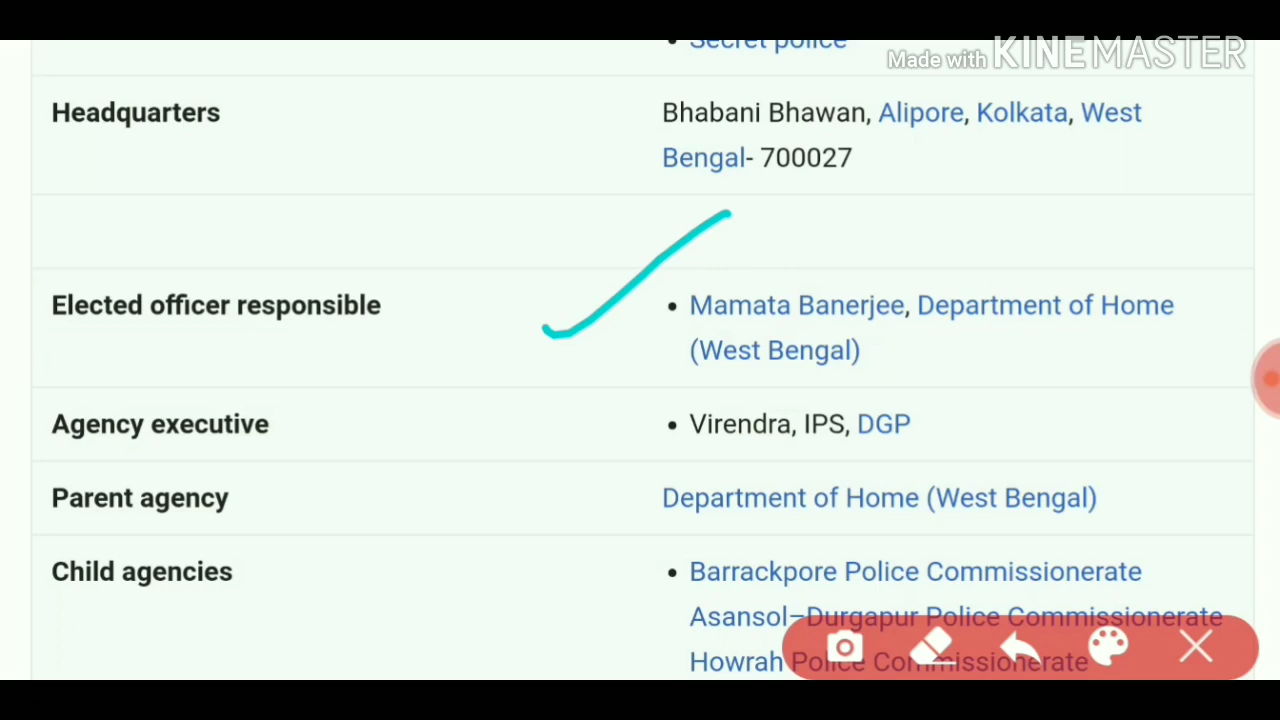 Secret police
Made with KINEMASTER
Headquarters
Bhabani Bhawan, Alipore, Kolkata, West
Bengal- 700027
Elected officer responsible
• Mamata Banerjee, Department of Home
(West Bengal)
Agency executive
• Virendra, IPS, DGP
Parent agency
Department of Home (West Bengal)
Child agencies
• Barrackpore Police Commissionerate
Asansol–Durgapur Police Commissionerate
Howrah Police Commissionerate